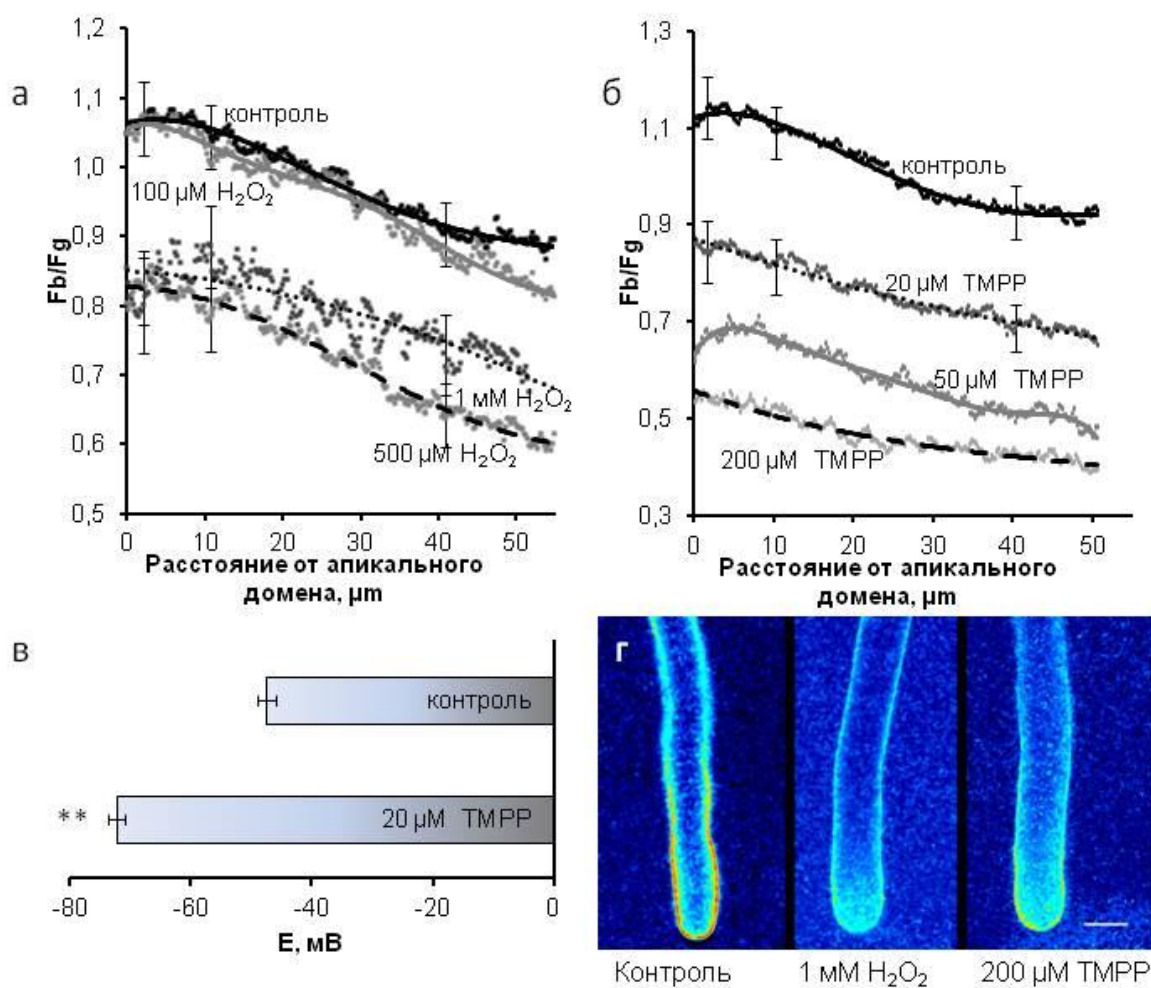 а
1,2
1,1
1,0
0,9
0,8
0,7
0,6
0,5
Fb/Fg
контроль
100 µM H₂O₂
1 мМ H₂O₂
500 µM H₂O₂
0 10 20 30 40 50
Расстояние от апикального
домена, µm
б
1,3
1,1
0,9
0,7
0,5
0,3
Fb/Fg
контроль
20 µM TMPP
50 µM TMPP
200 µM TMPP
0 10 20 30 40 50
Расстояние от апикального
домена, µm
в
контроль
** 20 µM TMPP
-80 -60 -40 -20 0
E, мВ
г
Контроль 1 мМ H₂O₂ 200 µM TMPP